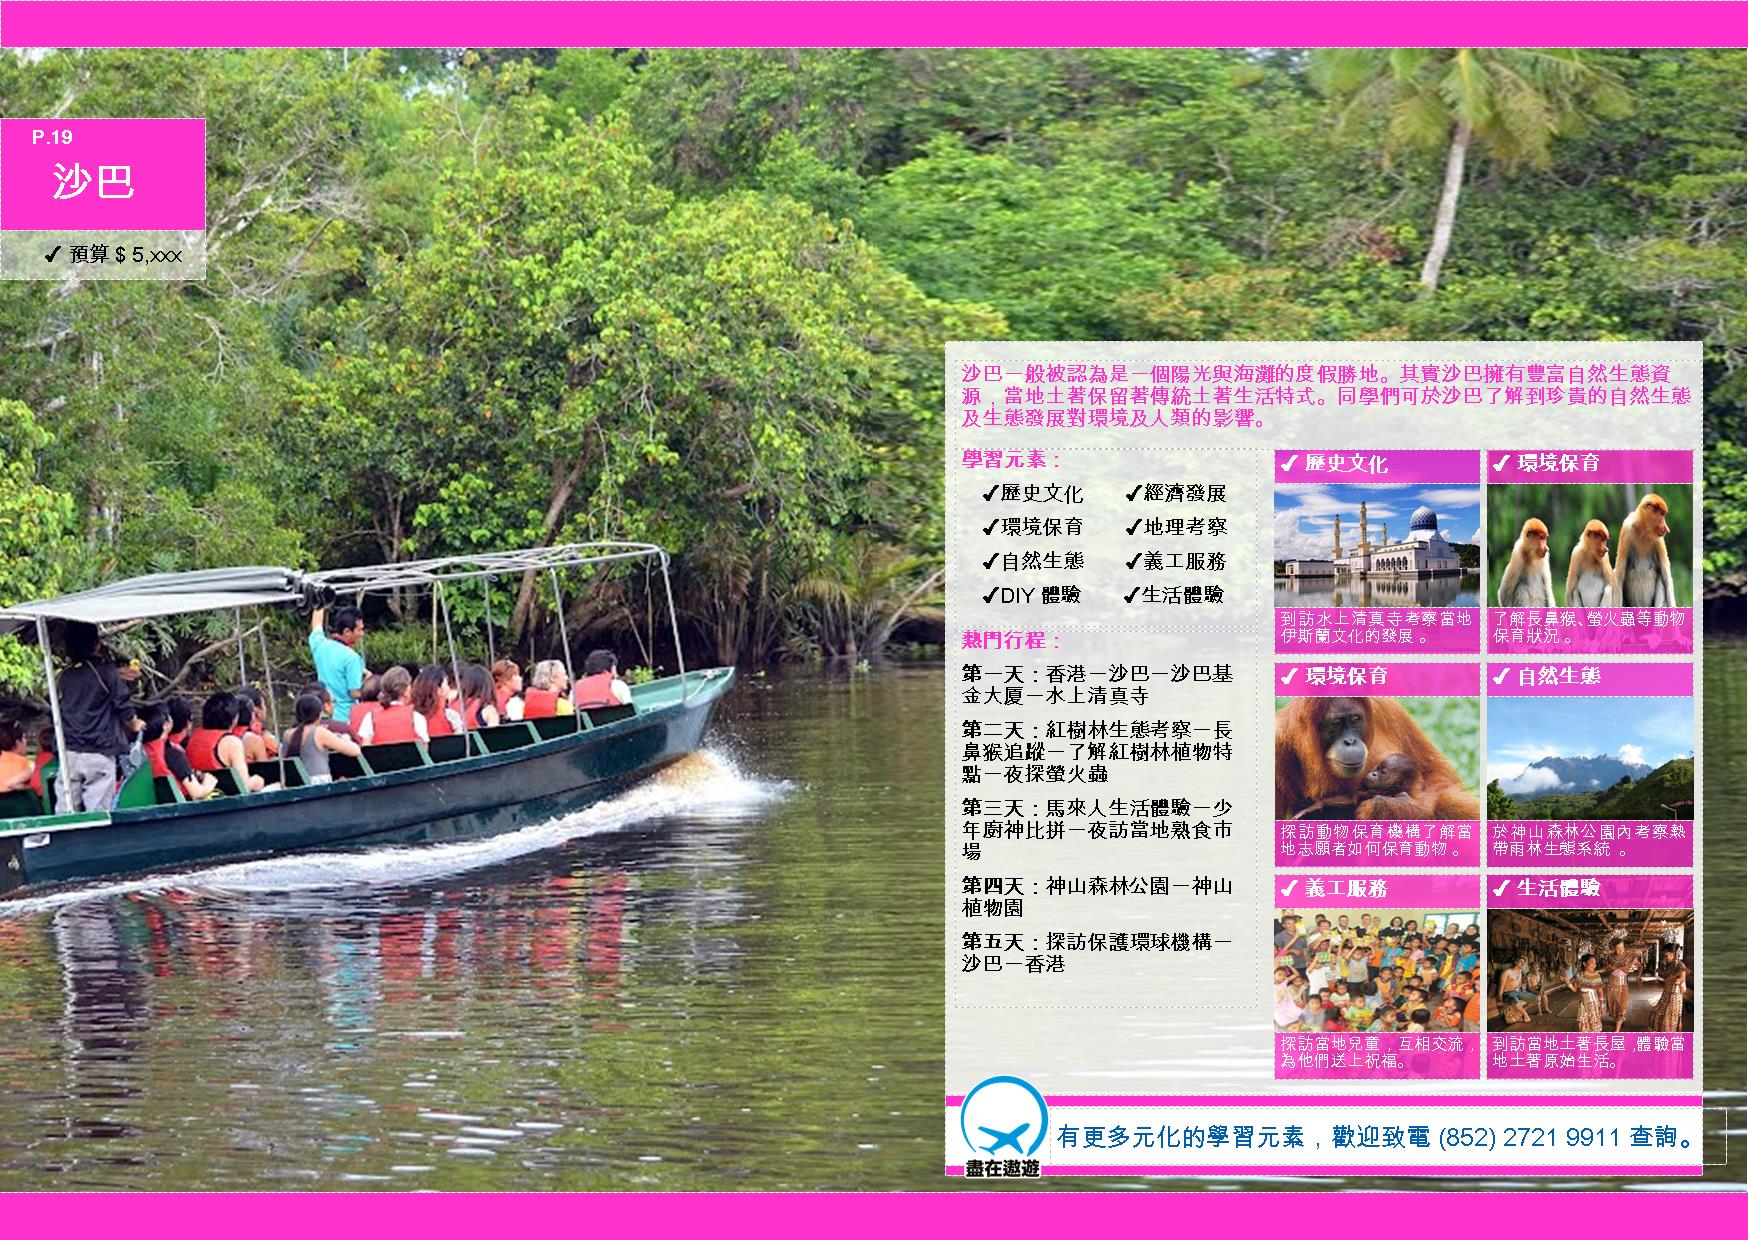 P.19
沙巴
✓ 預算 $ 5,xxx
沙巴一般被認為是一個陽光與海灘的度假勝地。其實沙巴擁有豐富自然生態資
源，當地土著保留著傳統土著生活特式。同學們可於沙巴了解到珍貴的自然生態
及生態發展對環境及人類的影響。
學習元素：
✓歷史文化 ✓經濟發展
✓環境保育 ✓地理考察
✓自然生態 ✓義工服務
✓DIY 體驗 ✓生活體驗
熱門行程：
第一天：香港－沙巴－沙巴基
金大厦－水上清真寺
第二天：紅樹林生態考察－長
鼻猴追蹤－了解紅樹林植物特
點－夜探螢火蟲
第三天：馬來人生活體驗－少
年廚神比拼－夜訪當地熟食市
場
第四天：神山森林公園－神山
植物園
第五天：探訪保護環球機構－
沙巴－香港
✓ 歷史文化
到訪水上清真寺考察當地
伊斯蘭文化的發展。
✓ 環境保育
了解長鼻猴、螢火蟲等動物
保育狀況。
✓ 環境保育
探訪動物保育機構了解當
地志願者如何保育動物。
✓ 自然生態
於神山森林公園內考察熱
帶雨林生態系統 。
✓ 義工服務
探訪當地兒童，互相交流，
為他們送上祝福。
✓ 生活體驗
到訪當地土著長屋,體驗當
地土著原始生活。
盡在遨遊
有更多元化的學習元素，歡迎致電 (852) 2721 9911 查詢。